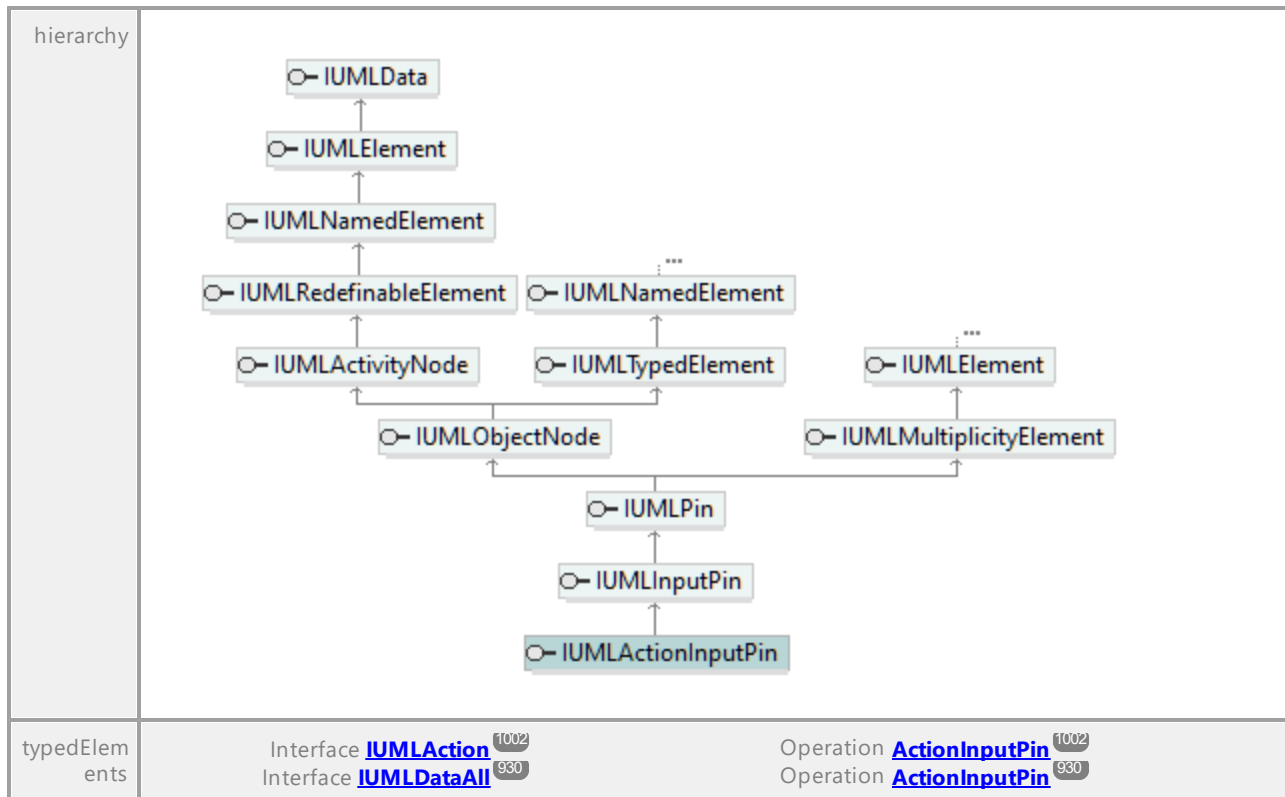 hierarchy
IUMLData
IUMLElement
IUMLNamedElement
...
IUMLRedefinableElement
IUMLNamedElement
...
IUMLActivityNode
IUMLTypedElement
IUMLElement
IUMLObjectNode
IUMLMultiplicityElement
IUMLPin
IUMLInputPin
IUMLActionInputPin
typedElem
ents
Interface IUMLAction 1002
Operation ActionInputPin 1002
Interface IUMLDataAll 930
Operation ActionInputPin 930